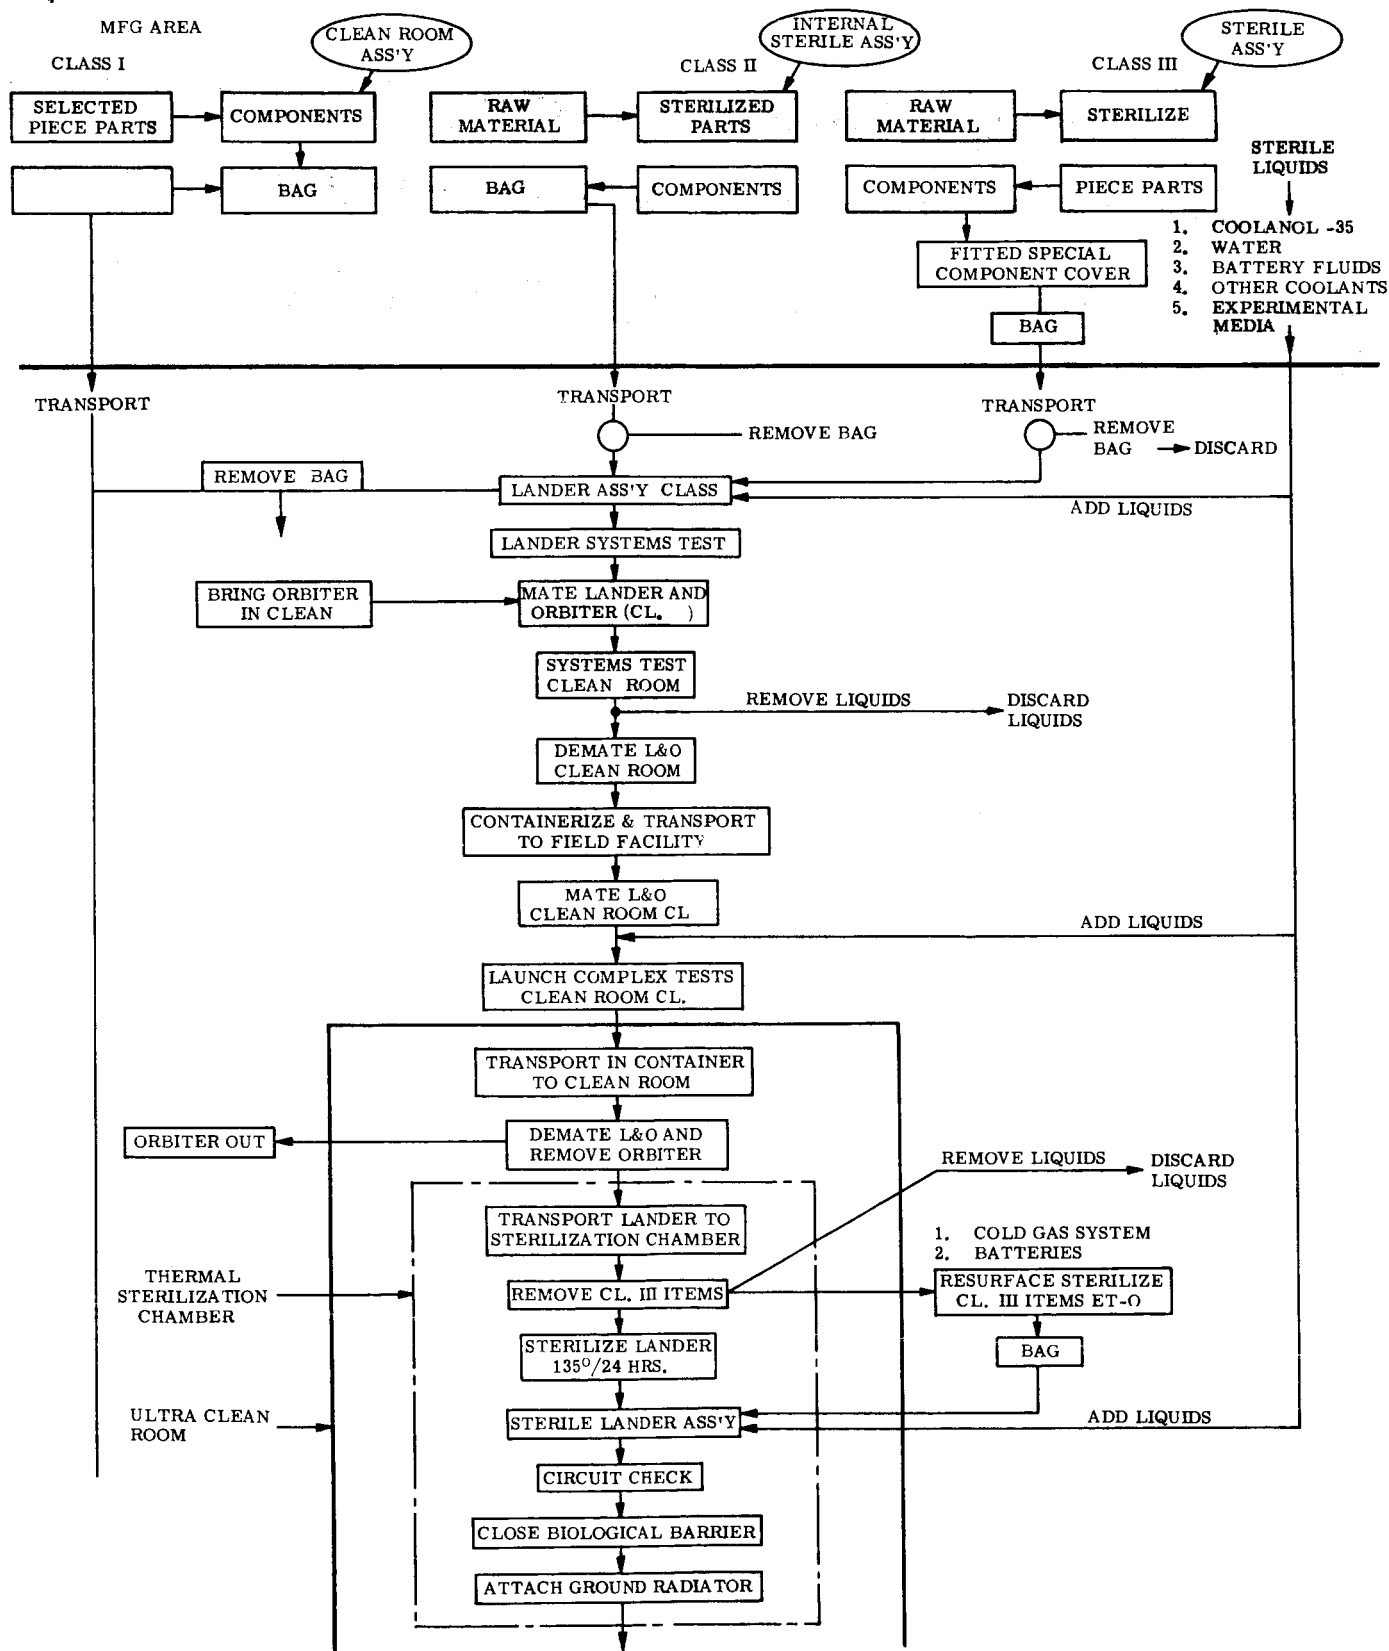 MFG AREA
CLEAN ROOM
ASS'Y
INTERNAL
STERILE ASS'Y
STERILE
ASS'Y
CLASS I
CLASS II
CLASS III
SELECTED
PIECE PARTS
COMPONENTS
RAW
MATERIAL
STERILIZED
PARTS
RAW
MATERIAL
STERILIZE
STERILE
LIQUIDS
BAG
BAG
COMPONENTS
COMPONENTS
PIECE PARTS
1. COOLANOL -35
2. WATER
3. BATTERY FLUIDS
4. OTHER COOLANTS
5. EXPERIMENTAL
MEDIA
FITTED SPECIAL
COMPONENT COVER
BAG
TRANSPORT
TRANSPORT
TRANSPORT
REMOVE BAG
REMOVE
BAG
DISCARD
REMOVE BAG
LANDER ASS'Y CLASS
ADD LIQUIDS
LANDER SYSTEMS TEST
BRING ORBITER
IN CLEAN
MATE LANDER AND
ORBITER (CL. )
SYSTEMS TEST
CLEAN ROOM
REMOVE LIQUIDS
DISCARD
LIQUIDS
DEMATE L&O
CLEAN ROOM
CONTAINERIZE & TRANSPORT
TO FIELD FACILITY
MATE L&O
CLEAN ROOM CL
ADD LIQUIDS
LAUNCH COMPLEX TESTS
CLEAN ROOM CL.
TRANSPORT IN CONTAINER
TO CLEAN ROOM
ORBITER OUT
DEMATE L&O AND
REMOVE ORBITER
REMOVE LIQUIDS
DISCARD
LIQUIDS
TRANSPORT LANDER TO
STERILIZATION CHAMBER
1. COLD GAS SYSTEM
2. BATTERIES
THERMAL
STERILIZATION
CHAMBER
REMOVE CL. III ITEMS
RESURFACE STERILIZE
CL. III ITEMS ET-O
STERILIZE LANDER
135°/24 HRS.
BAG
ULTRA CLEAN
ROOM
STERILE LANDER ASS'Y
ADD LIQUIDS
CIRCUIT CHECK
CLOSE BIOLOGICAL BARRIER
ATTACH GROUND RADIATOR